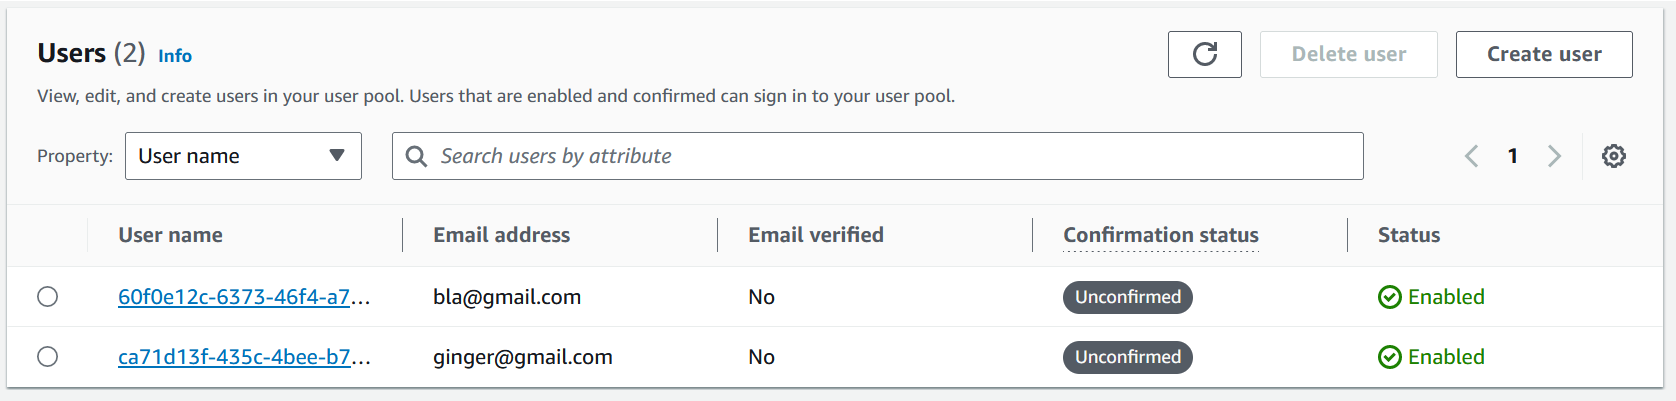 Users (2) Info
Delete user
Create user
View, edit, and create users in your user pool. Users that are enabled and confirmed can sign in to your user pool.
Property: User name
Search users by attribute
1
User name Email address Email verified Confirmation status Status
60f0e12c-6373-46f4-a7... bla@gmail.com No Unconfirmed Enabled
ca71d13f-435c-4bee-b7... ginger@gmail.com No Unconfirmed Enabled